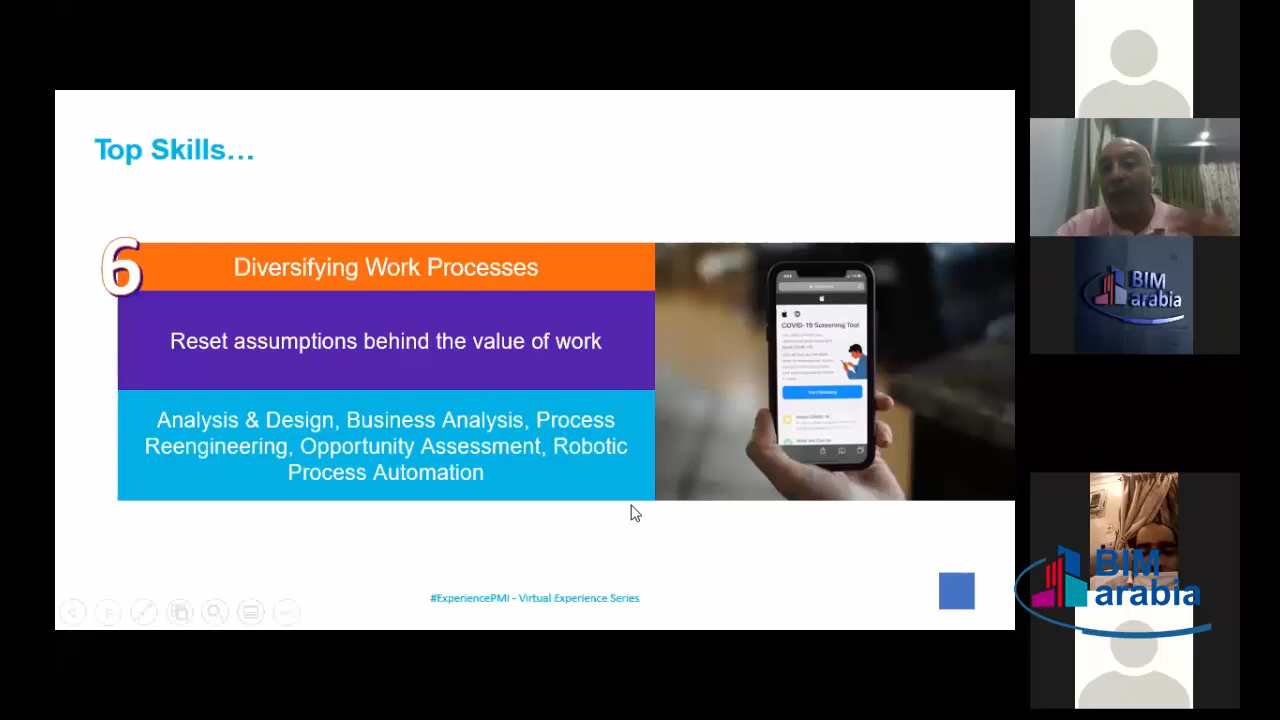 Top Skills…
6
Diversifying Work Processes
Reset assumptions behind the value of work
Analysis & Design, Business Analysis, Process
Reengineering, Opportunity Assessment, Robotic
Process Automation
COVID-19 Screening Tool
#ExperiencePMI - Virtual Experience Series
BIM
arabia
BIM
arabia